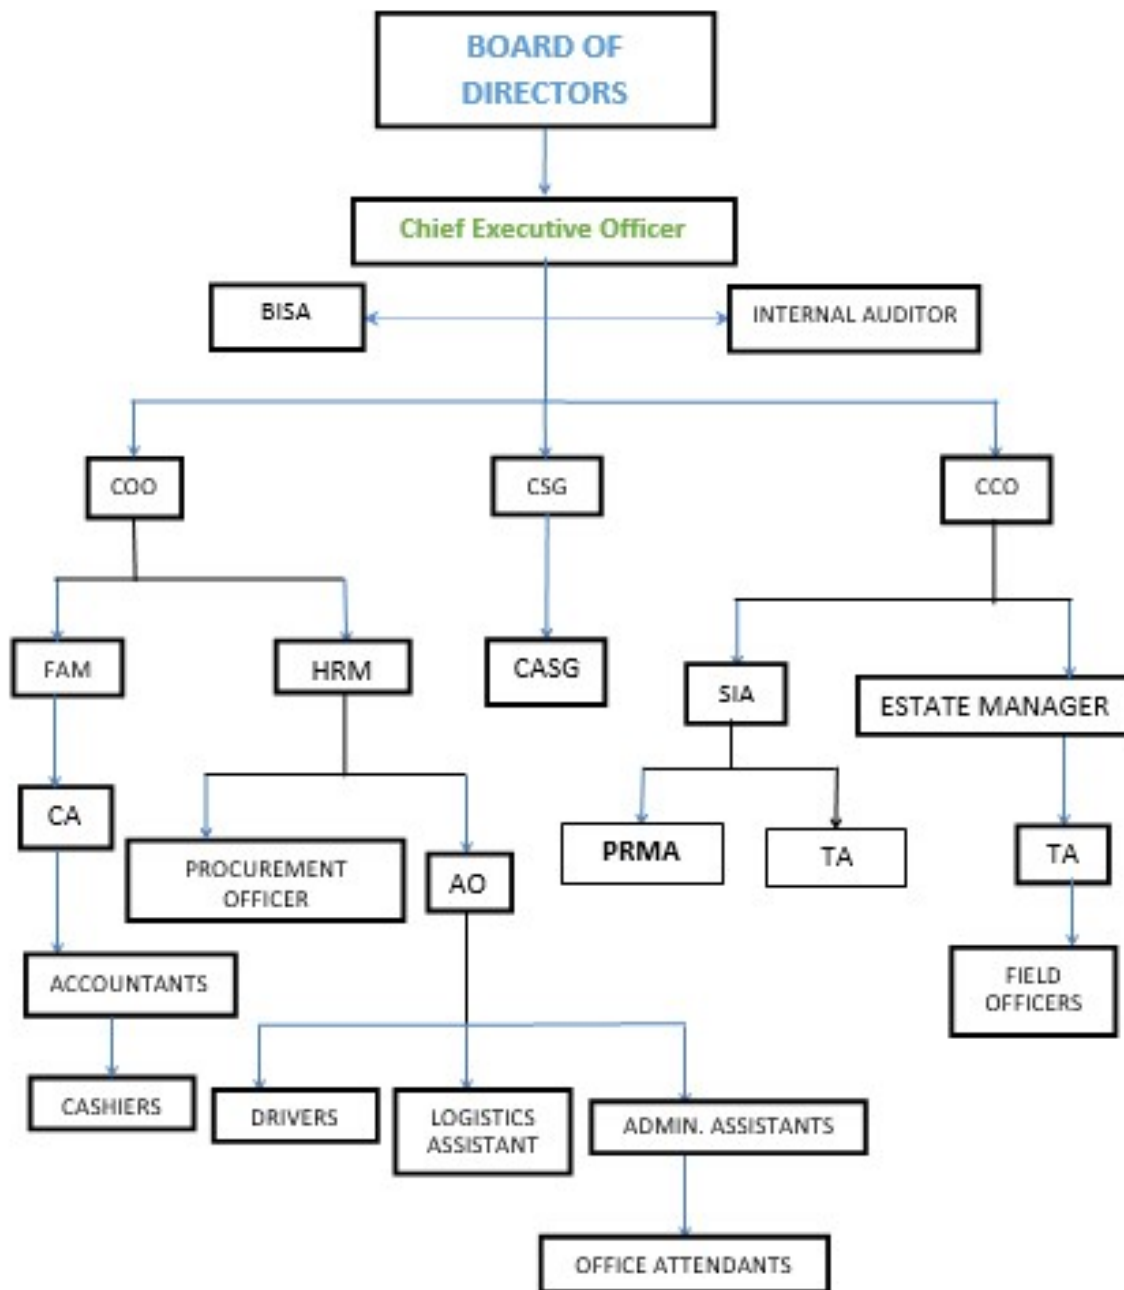 BOARD OF
DIRECTORS
Chief Executive Officer
BISA
INTERNAL AUDITOR
COO
CSG
CCO
FAM
HRM
CASG
SIA
ESTATE MANAGER
CA
PROCUREMENT
OFFICER
AO
PRMA
TA
TA
ACCOUNTANTS
FIELD
OFFICERS
CASHIERS
DRIVERS
LOGISTICS
ASSISTANT
ADMIN. ASSISTANTS
OFFICE ATTENDANTS